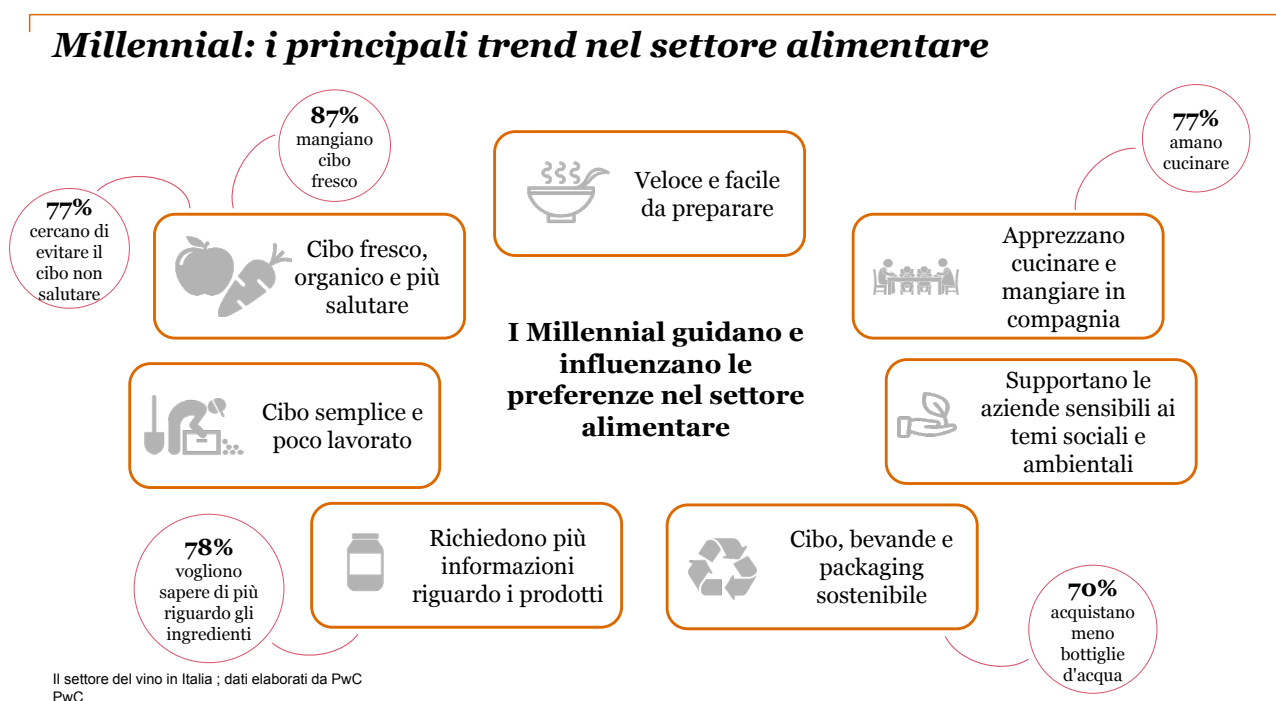 Millennial: i principali trend nel settore alimentare
87%
mangiano
cibo
fresco
77%
cercano di
evitare il
cibo non
salutare
Cibo fresco,
organico e più
salutare
Veloce e facile
da preparare
77%
amano
cucinare
Apprezzano
cucinare e
mangiare in
compagnia
I Millennial guidano e
influenzano le
preferenze nel settore
alimentare
Cibo semplice e
poco lavorato
Supportano le
aziende sensibili ai
temi sociali e
ambientali
78%
vogliono
sapere di più
riguardo gli
ingredienti
Richiedono più
informazioni
riguardo i prodotti
Cibo, bevande e
packaging
sostenibile
70%
acquistano
meno
bottiglie
d'acqua
Il settore del vino in Italia ; dati elaborati da PwC
PwC